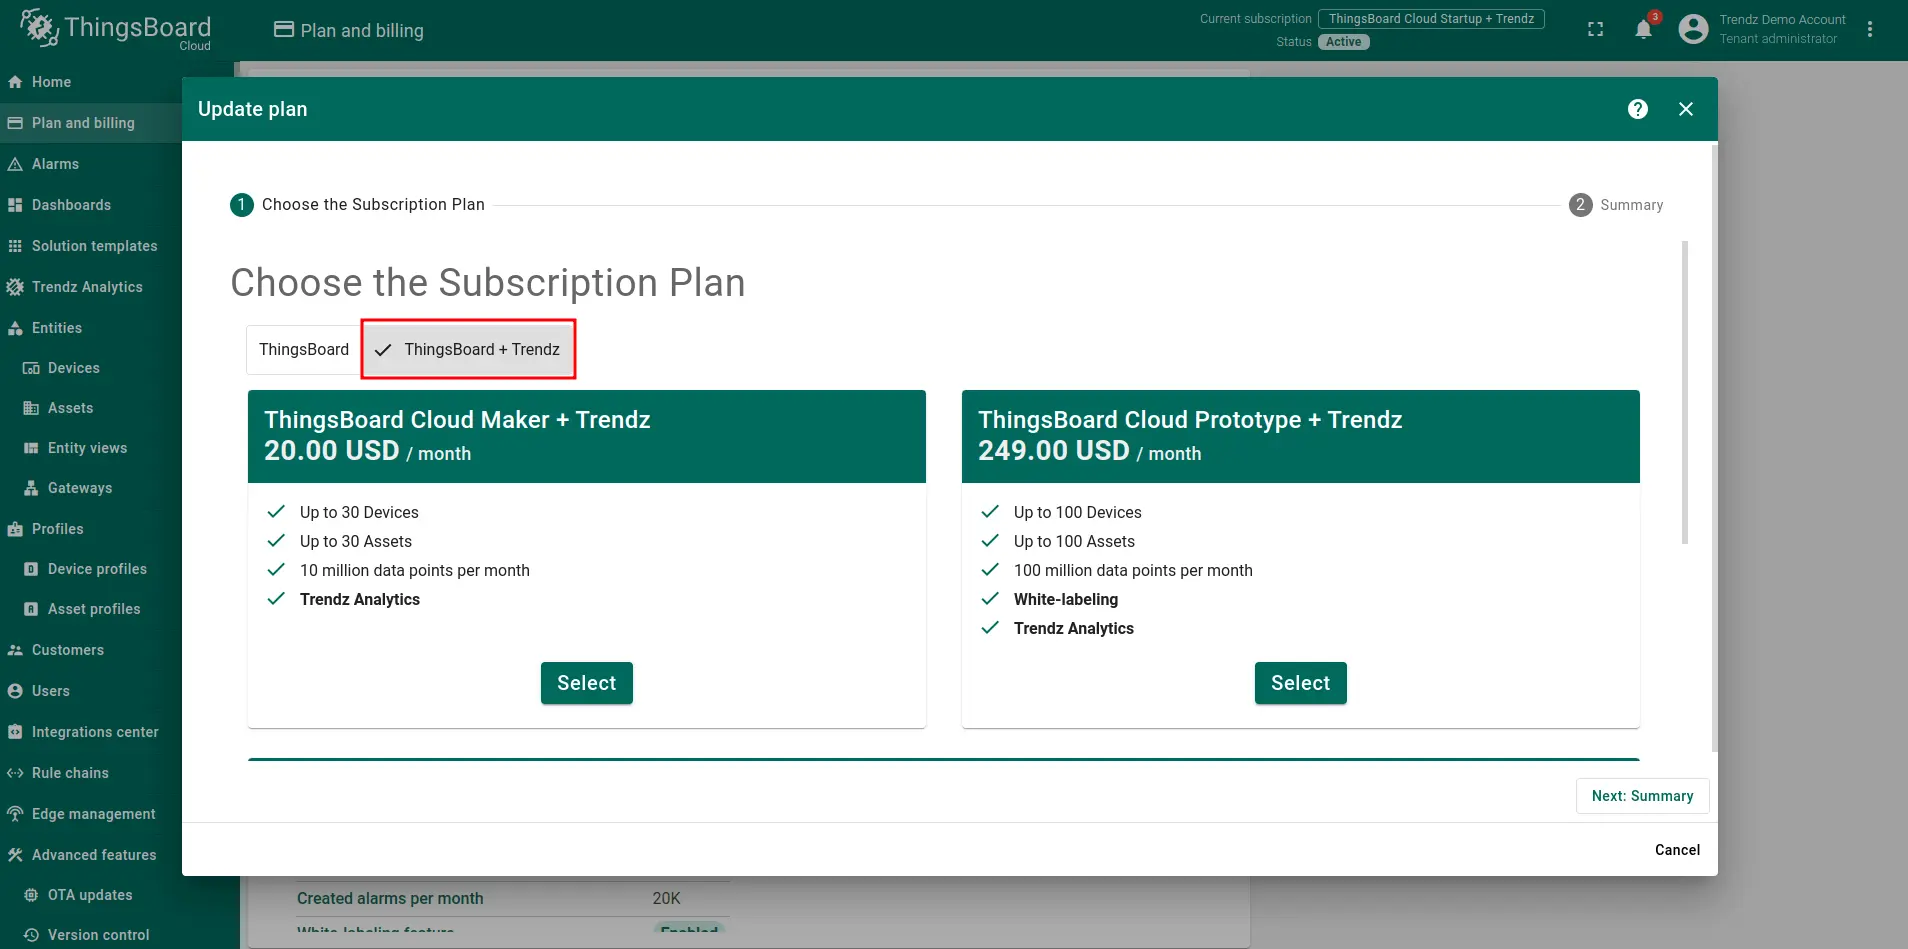 ThingsBoard
Cloud
Plan and billing
Current subscription ThingsBoard Cloud Startup + Trendz
Status Active
3
Trendz Demo Account
Tenant administrator
Home
Plan and billing
Alarms
Dashboards
Solution templates
Trendz Analytics
Entities
Devices
Assets
Entity views
Gateways
Profiles
Device profiles
Asset profiles
Customers
Users
Integrations center
Rule chains
Edge management
Advanced features
OTA updates
Version control
Update plan
1 Choose the Subscription Plan
2 Summary
Choose the Subscription Plan
ThingsBoard
ThingsBoard + Trendz
ThingsBoard Cloud Maker + Trendz
20.00 USD / month
Up to 30 Devices
Up to 30 Assets
10 million data points per month
Trendz Analytics
Select
ThingsBoard Cloud Prototype + Trendz
249.00 USD / month
Up to 100 Devices
Up to 100 Assets
100 million data points per month
White-labeling
Trendz Analytics
Select
Next: Summary
Cancel
Created alarms per month 20K
White-labeling feature Enabled